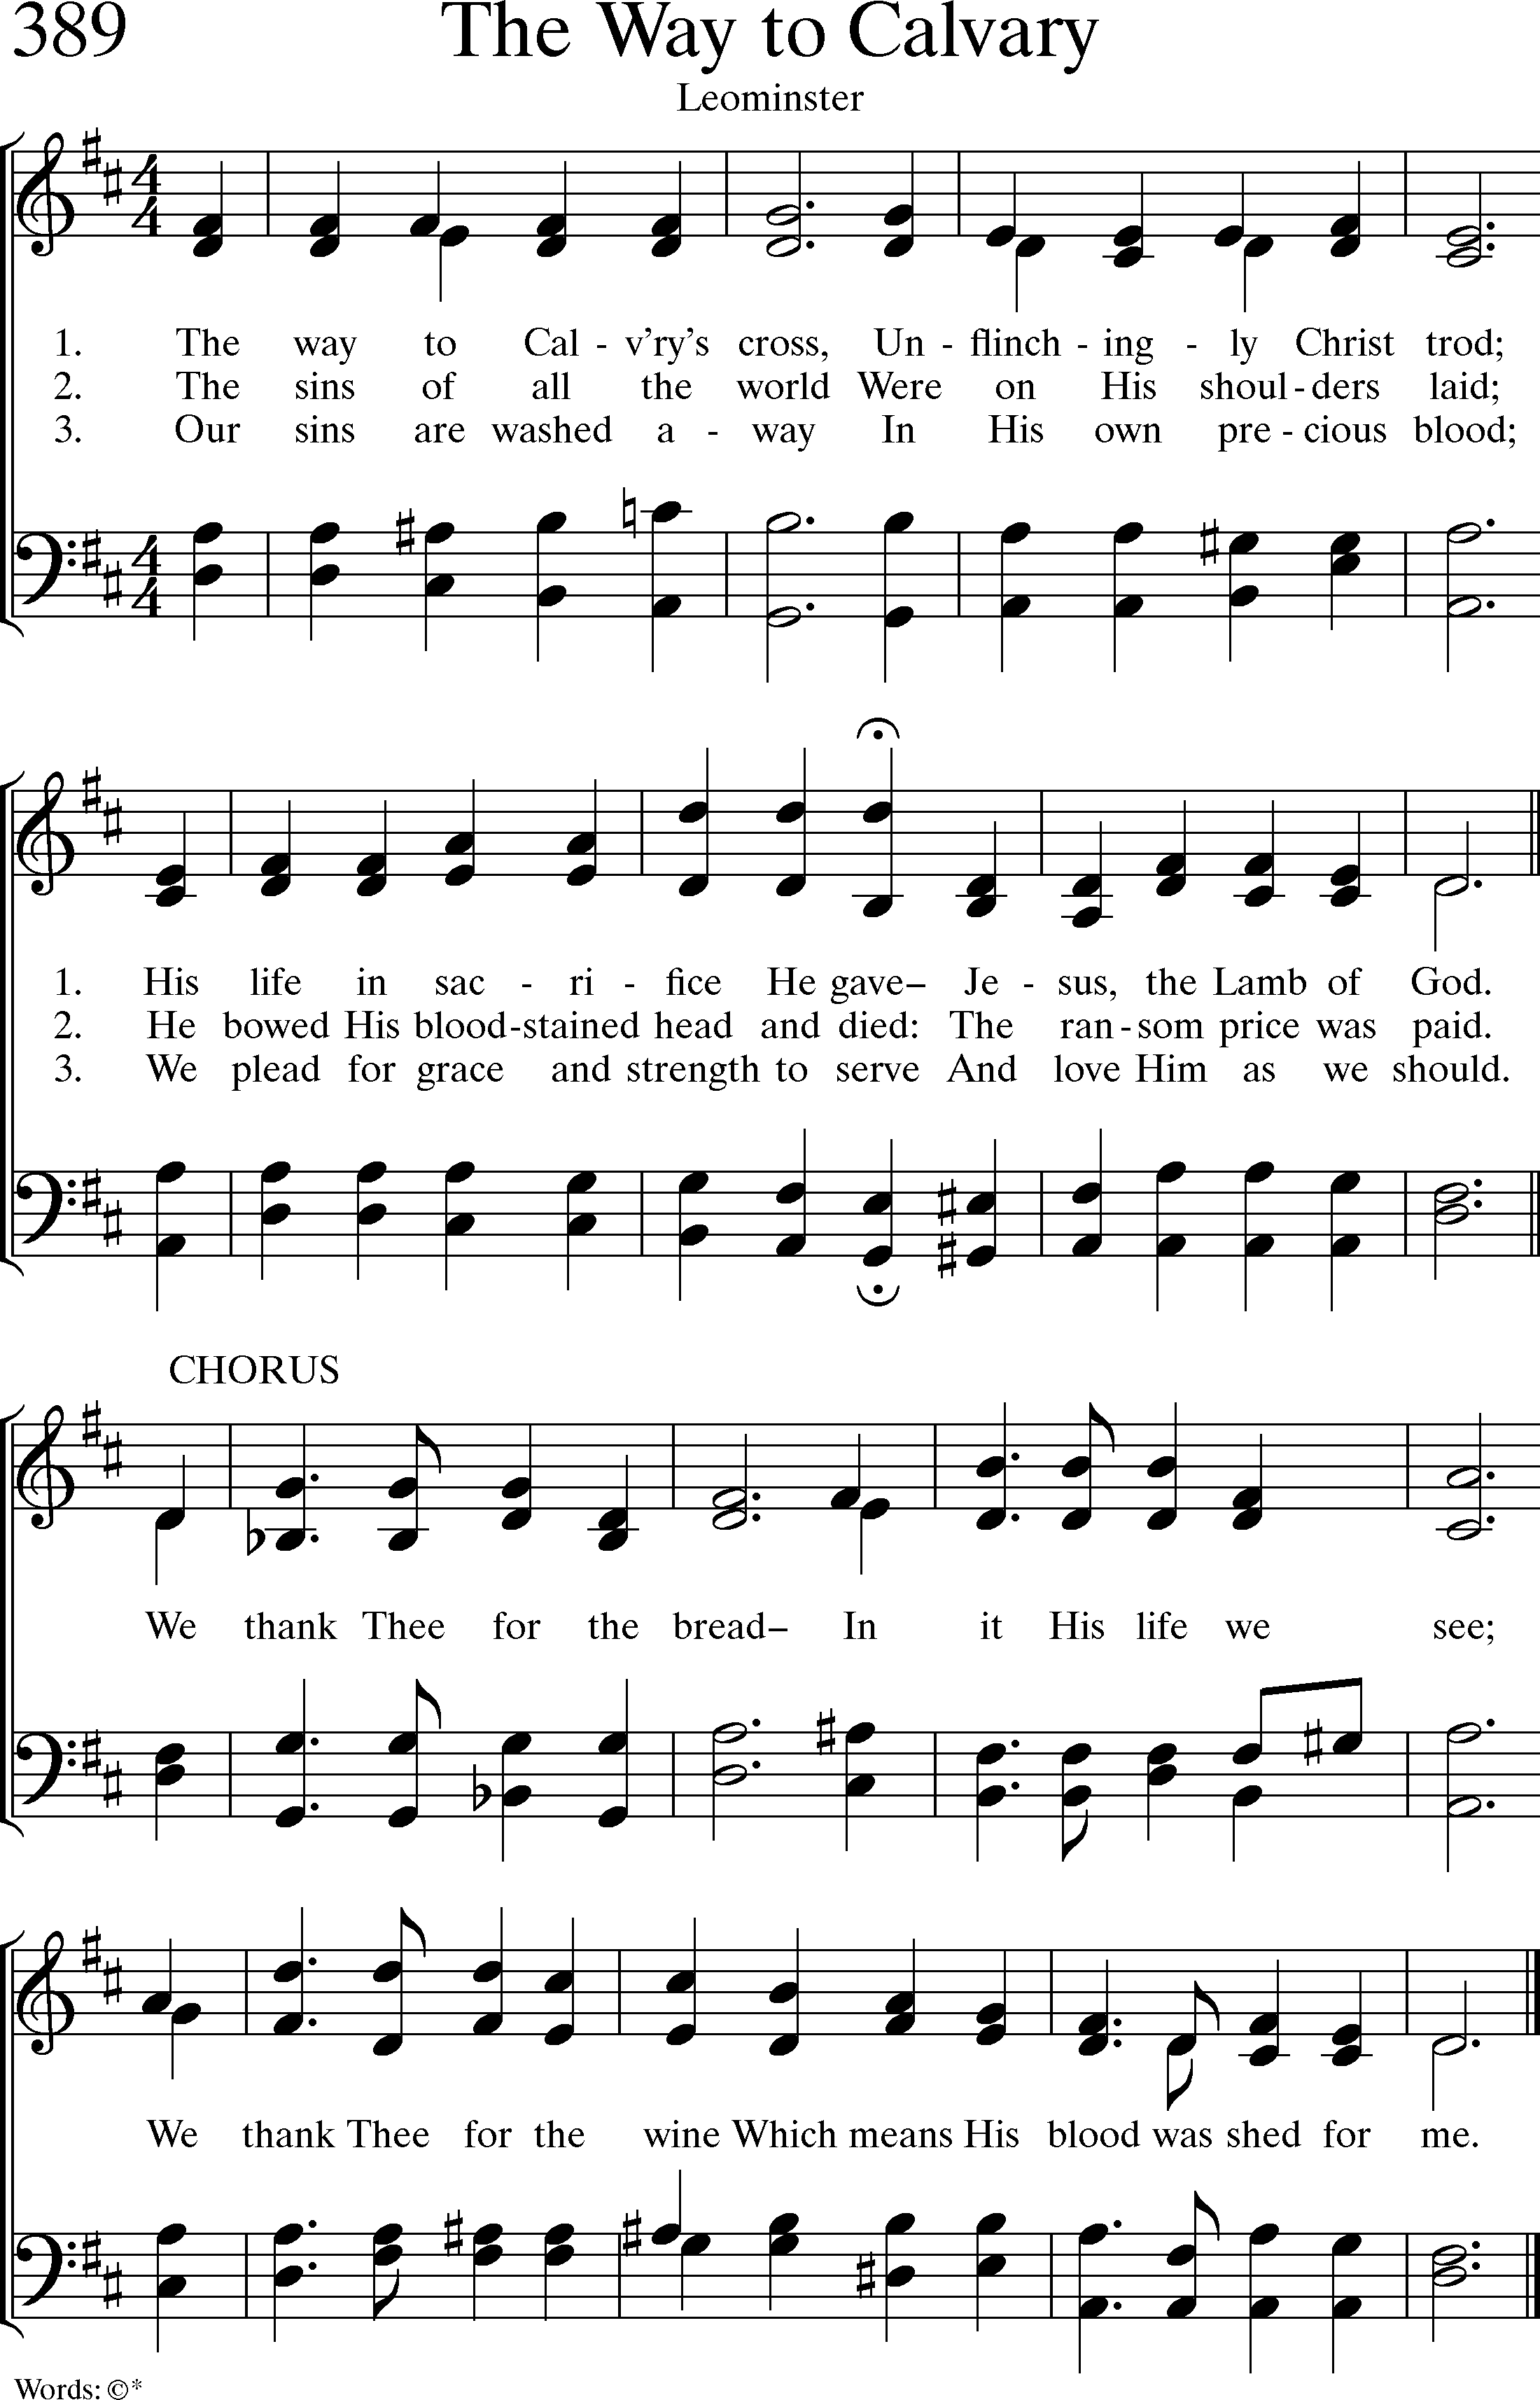 389 The Way to Calvary
Leominster
1. The way to Cal - v’ry’s cross, Un - flinch - ing - ly Christ trod;
2. The sins of all the world Were on His shoul - ders laid;
3. Our sins are washed a - way In His own pre - cious blood;
1. His life in sac - ri - fice He gave– Je - sus, the Lamb of God.
2. He bowed His blood - stained head and died: The ran - som price was paid.
3. We plead for grace and strength to serve And love Him as we should.
CHORUS
We thank Thee for the bread– In it His life we see;
We thank Thee for the wine Which means His blood was shed for me.
Words: ©*